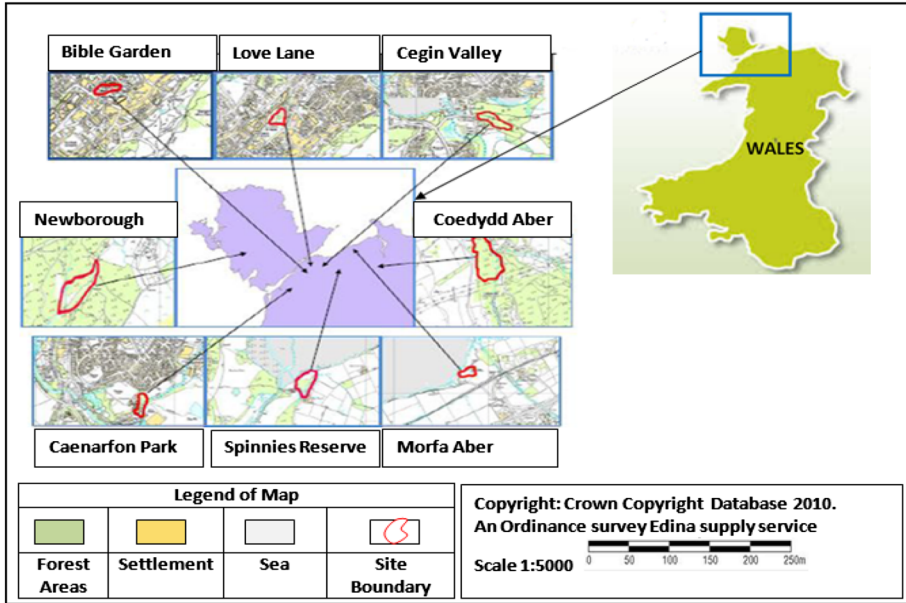 Bible Garden
Love Lane
Cegin Valley
WALES
Newborough
Coedydd Aber
Caenarfon Park
Spinnies Reserve
Morfa Aber
Legend of Map
Forest Areas
Settlement
Sea
Site Boundary
Copyright: Crown Copyright Database 2010.
An Ordinance survey Edina supply service
Scale 1:5000
0 50 100 150 200 250m